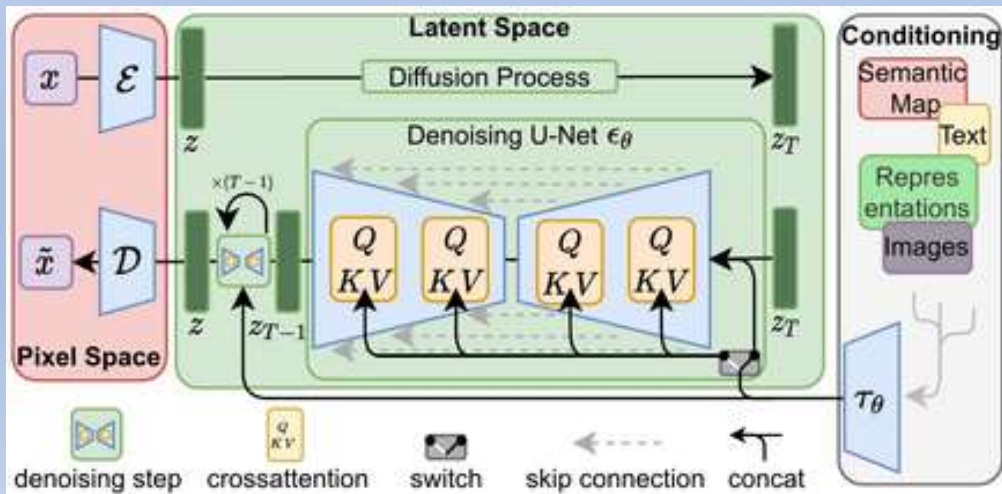 Latent Space
Conditioning
x
ℰ
Diffusion Process
Semantic
Map
z
z_T
Text
Denoising U-Net ϵ_θ
×(T−1)
Repres
entations
Q
KV
Q
KV
Q
KV
Q
KV
Images
x̃
𝒟
z
z_{T−1}
z_T
Pixel Space
τ_θ
Q
KV
denoising step
crossattention
switch
skip connection
concat